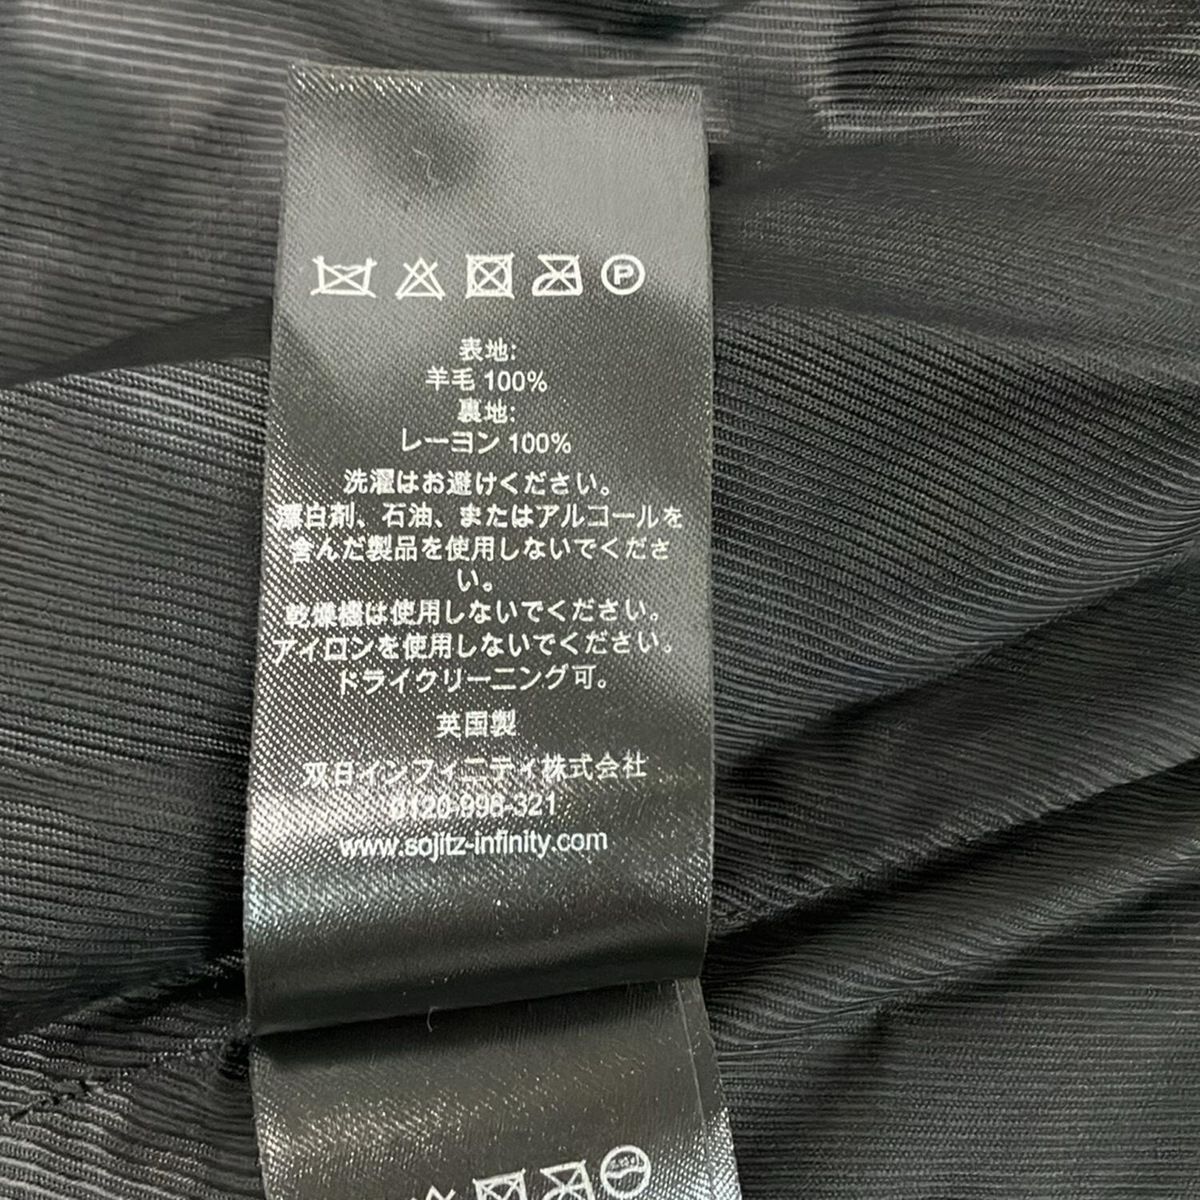 P
表地:
羊毛 100%
裏地:
レーヨン 100%
洗濯はお避けください。
漂白剤、石油、またはアルコールを
含んだ製品を使用しないでくださ
い。
乾燥機は使用しないでください。
アイロンを使用しないでください。
ドライクリーニング可。
英国製
双日インフィニティ株式会社
0120-998-321
www.sojitz-infinity.com